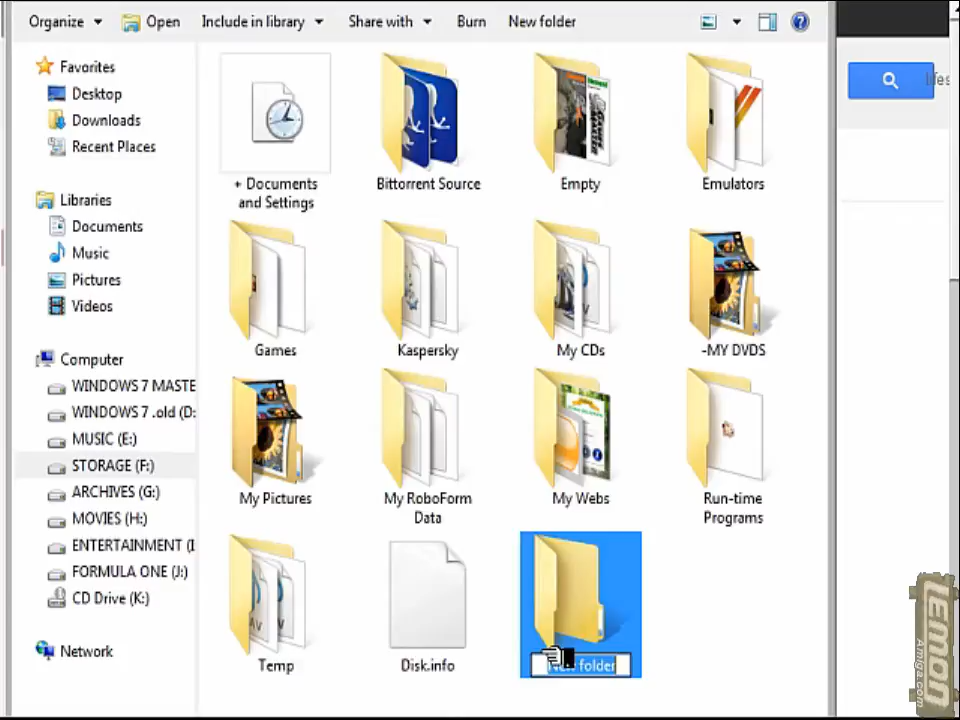 Organize Open Include in library Share with Burn New folder
Favorites
Desktop
Downloads
Recent Places
Libraries
Documents
Music
Pictures
Videos
Computer
WINDOWS 7 MASTE
WINDOWS 7 .old (D:
MUSIC (E:)
STORAGE (F:)
ARCHIVES (G:)
MOVIES (H:)
ENTERTAINMENT (I
FORMULA ONE (J:)
CD Drive (K:)
Network
+ Documents
and Settings
Bittorrent Source
Empty
Emulators
Games
Kaspersky
My CDs
-MY DVDS
My Pictures
My RoboForm
Data
My Webs
Run-time
Programs
Temp
Disk.info
New folder
LEMON
Amiga.com